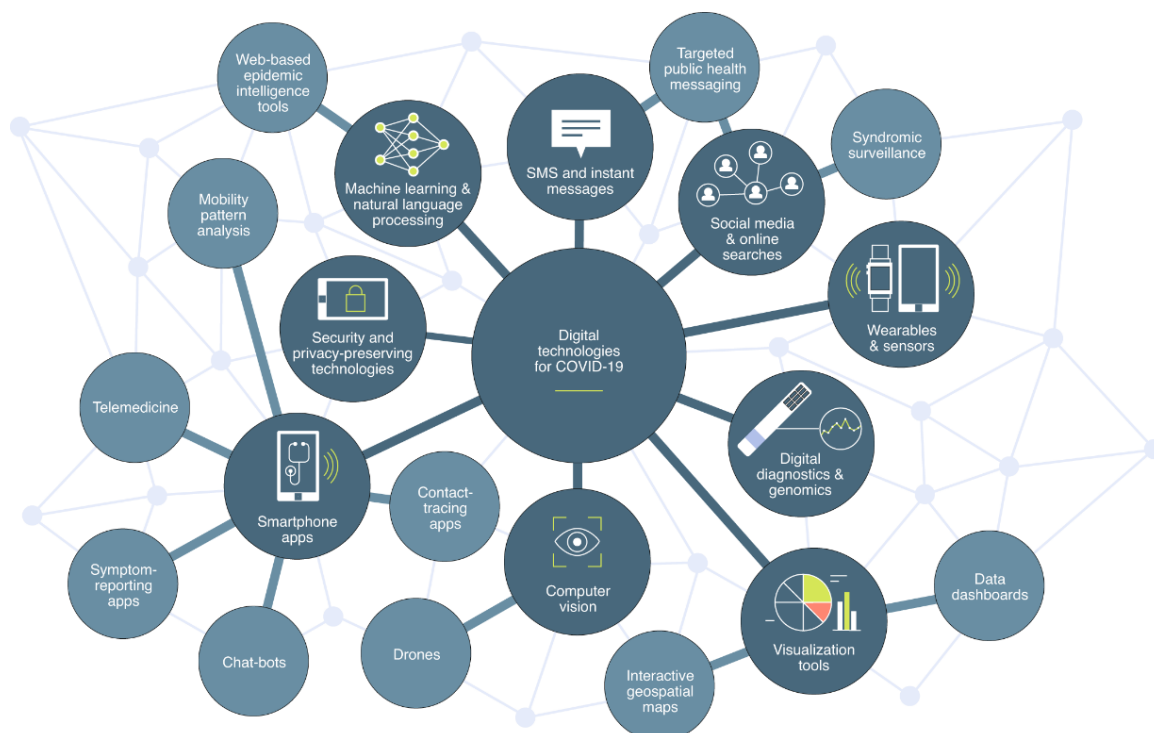 Web-based
epidemic
intelligence
tools
Targeted
public health
messaging
Syndromic
surveillance
Machine learning &
natural language
processing
SMS and instant
messages
Social media
& online
searches
Mobility
pattern
analysis
Security and
privacy-preserving
technologies
Digital
technologies
for COVID-19
Wearables
& sensors
Telemedicine
Smartphone
apps
Contact-
tracing
apps
Digital
diagnostics &
genomics
Symptom-
reporting
apps
Computer
vision
Data
dashboards
Chat-bots
Drones
Interactive
geospatial
maps
Visualization
tools